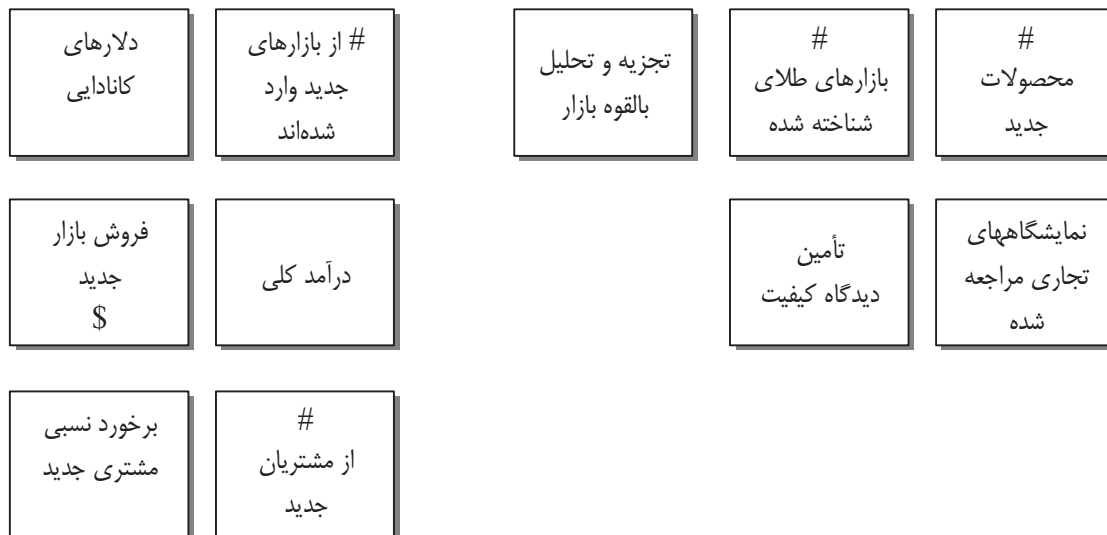 #
محصولات
جدید
#
بازارهای طلای
شناخته شده
تجزیه و تحلیل
بالقوه بازار
# از بازارهای
جدید وارد
شده‌اند
دلارهای
کانادایی
نمایشگاههای
تجاری مراجعه
شده
تأمین
دیدگاه کیفیت
درآمد کلی
فروش بازار
جدید
$
#
از مشتریان
جدید
برخورد نسبی
مشتری جدید